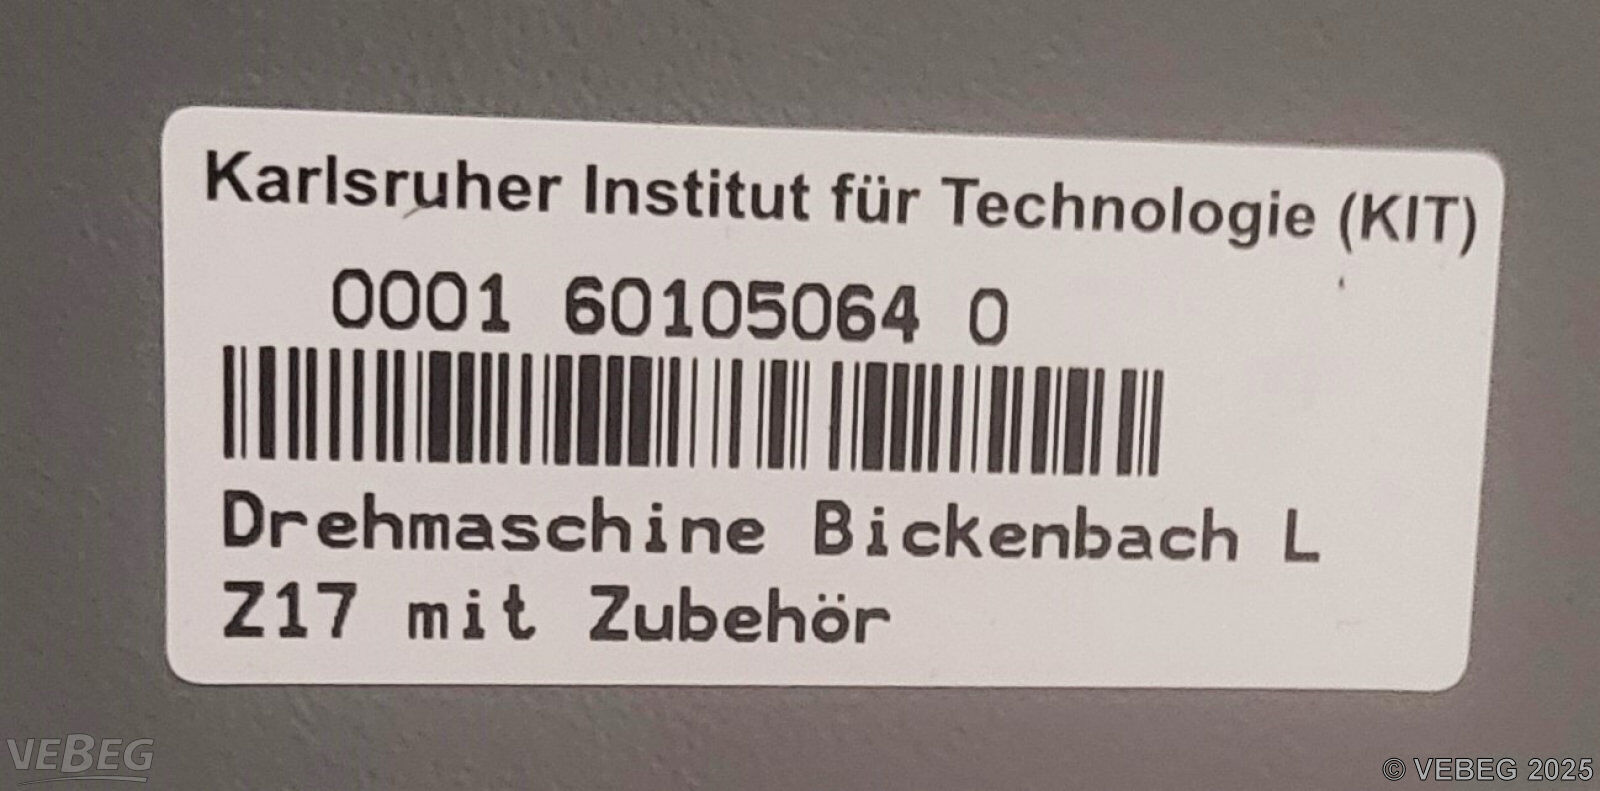 Karlsruher Institut für Technologie (KIT)
0001 60105064 0
Drehmaschine Bickenbach L
Z17 mit Zubehör
VEBEG
© VEBEG 2025